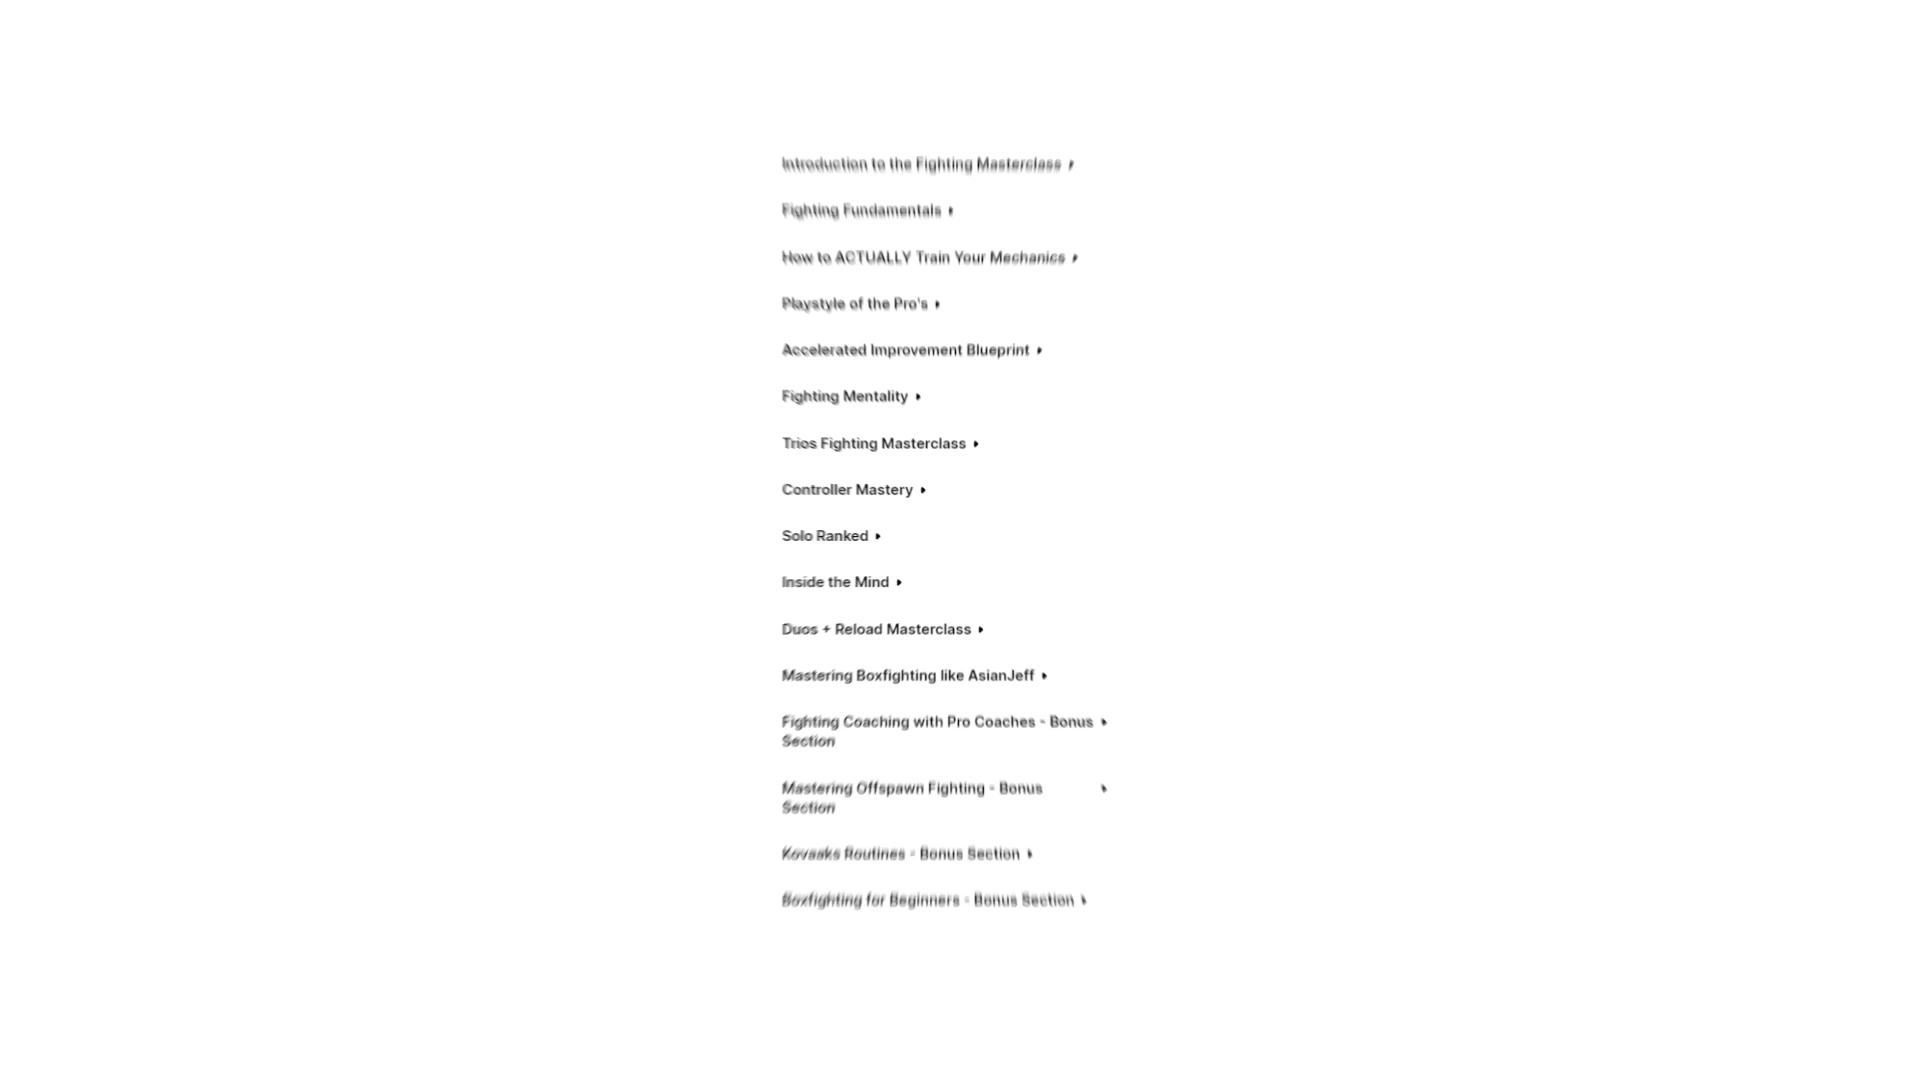 Introduction to the Fighting Masterclass
Fighting Fundamentals
How to ACTUALLY Train Your Mechanics
Playstyle of the Pro's
Accelerated Improvement Blueprint
Fighting Mentality
Trios Fighting Masterclass
Controller Mastery
Solo Ranked
Inside the Mind
Duos + Reload Masterclass
Mastering Boxfighting like AsianJeff
Fighting Coaching with Pro Coaches - Bonus
Section
Mastering Offspawn Fighting - Bonus
Section
Kovaaks Routines - Bonus Section
Boxfighting for Beginners - Bonus Section